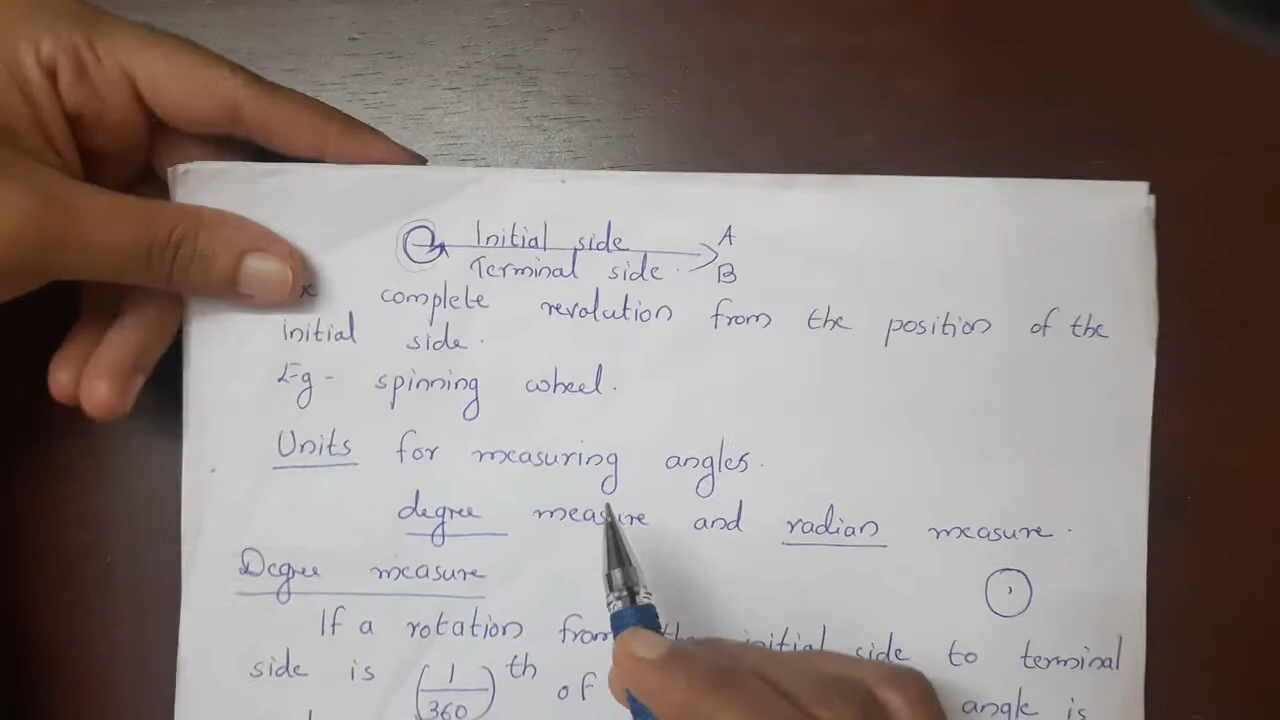 Initial side A
Terminal side. B
complete revolution from the position of the
initial side.
Eg - spinning wheel.
Units for measuring angles.
degree measure and radian measure.
Degree measure
If a rotation from the initial side to terminal
side is (1/360)th of angle is